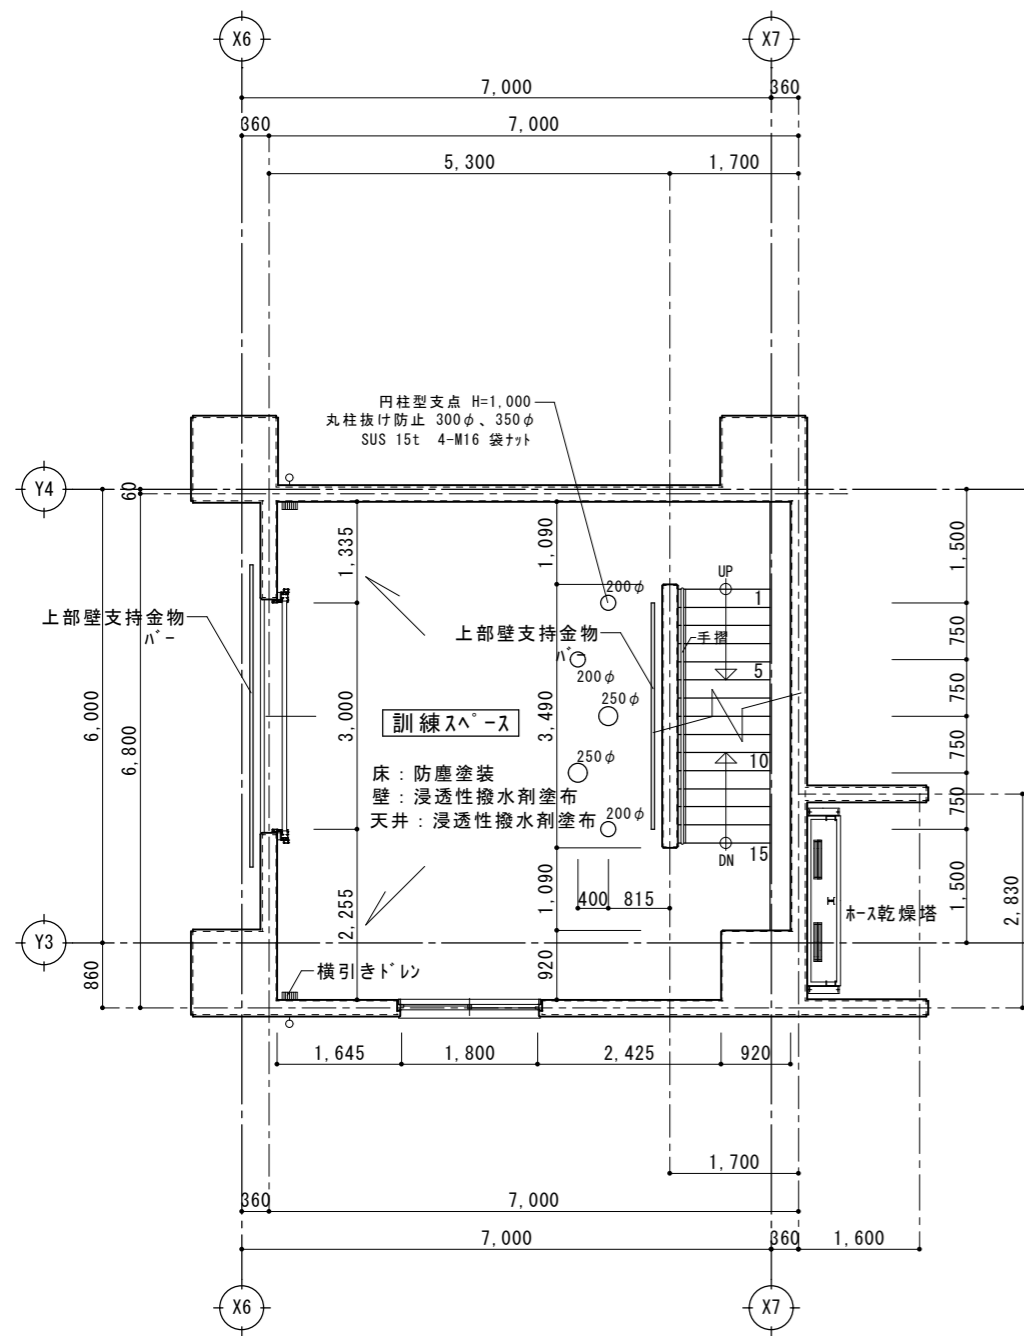 X6
X7
7,000
360
360
7,000
5,300
1,700
円柱型支点 H=1,000
丸柱抜け防止 300φ、350φ
SUS 15t 4-M16 袋ナット
Y4
60
1,335
1,090
1,500
UP
200φ
1
上部壁支持金物
バー
上部壁支持金物
バー
手摺
750
200φ
5
750
250φ
6,000
6,800
3,000
訓練スペース
3,490
750
250φ
10
床：防塵塗装
壁：浸透性撥水剤塗布
天井：浸透性撥水剤塗布
750
200φ
DN
15
400
815
2,255
1,090
1,500
2,830
ホース乾燥塔
Y3
860
920
横引きドレン
1,645
1,800
2,425
920
1,700
360
7,000
7,000
360
1,600
X6
X7